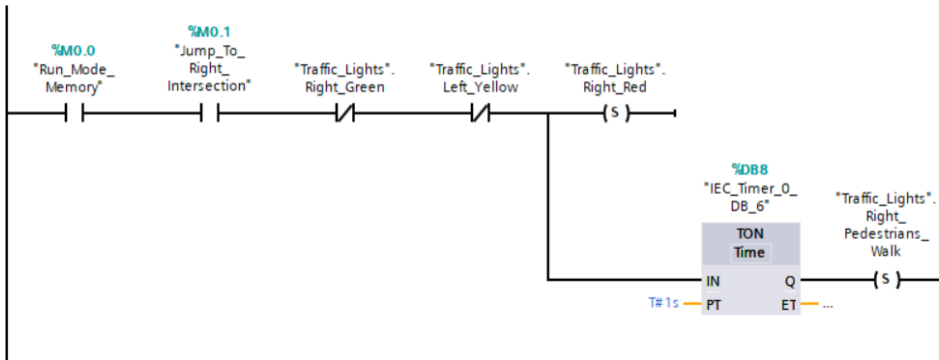 %M0.0
"Run_Mode_
Memory"
%M0.1
"Jump_To_
Right_
Intersection"
"Traffic_Lights".
Right_Green
"Traffic_Lights".
Left_Yellow
"Traffic_Lights".
Right_Red
S
%DB8
"IEC_Timer_0_
DB_6"
TON
Time
IN
Q
T#1s
PT
ET
...
"Traffic_Lights".
Right_
Pedestrians_
Walk
S